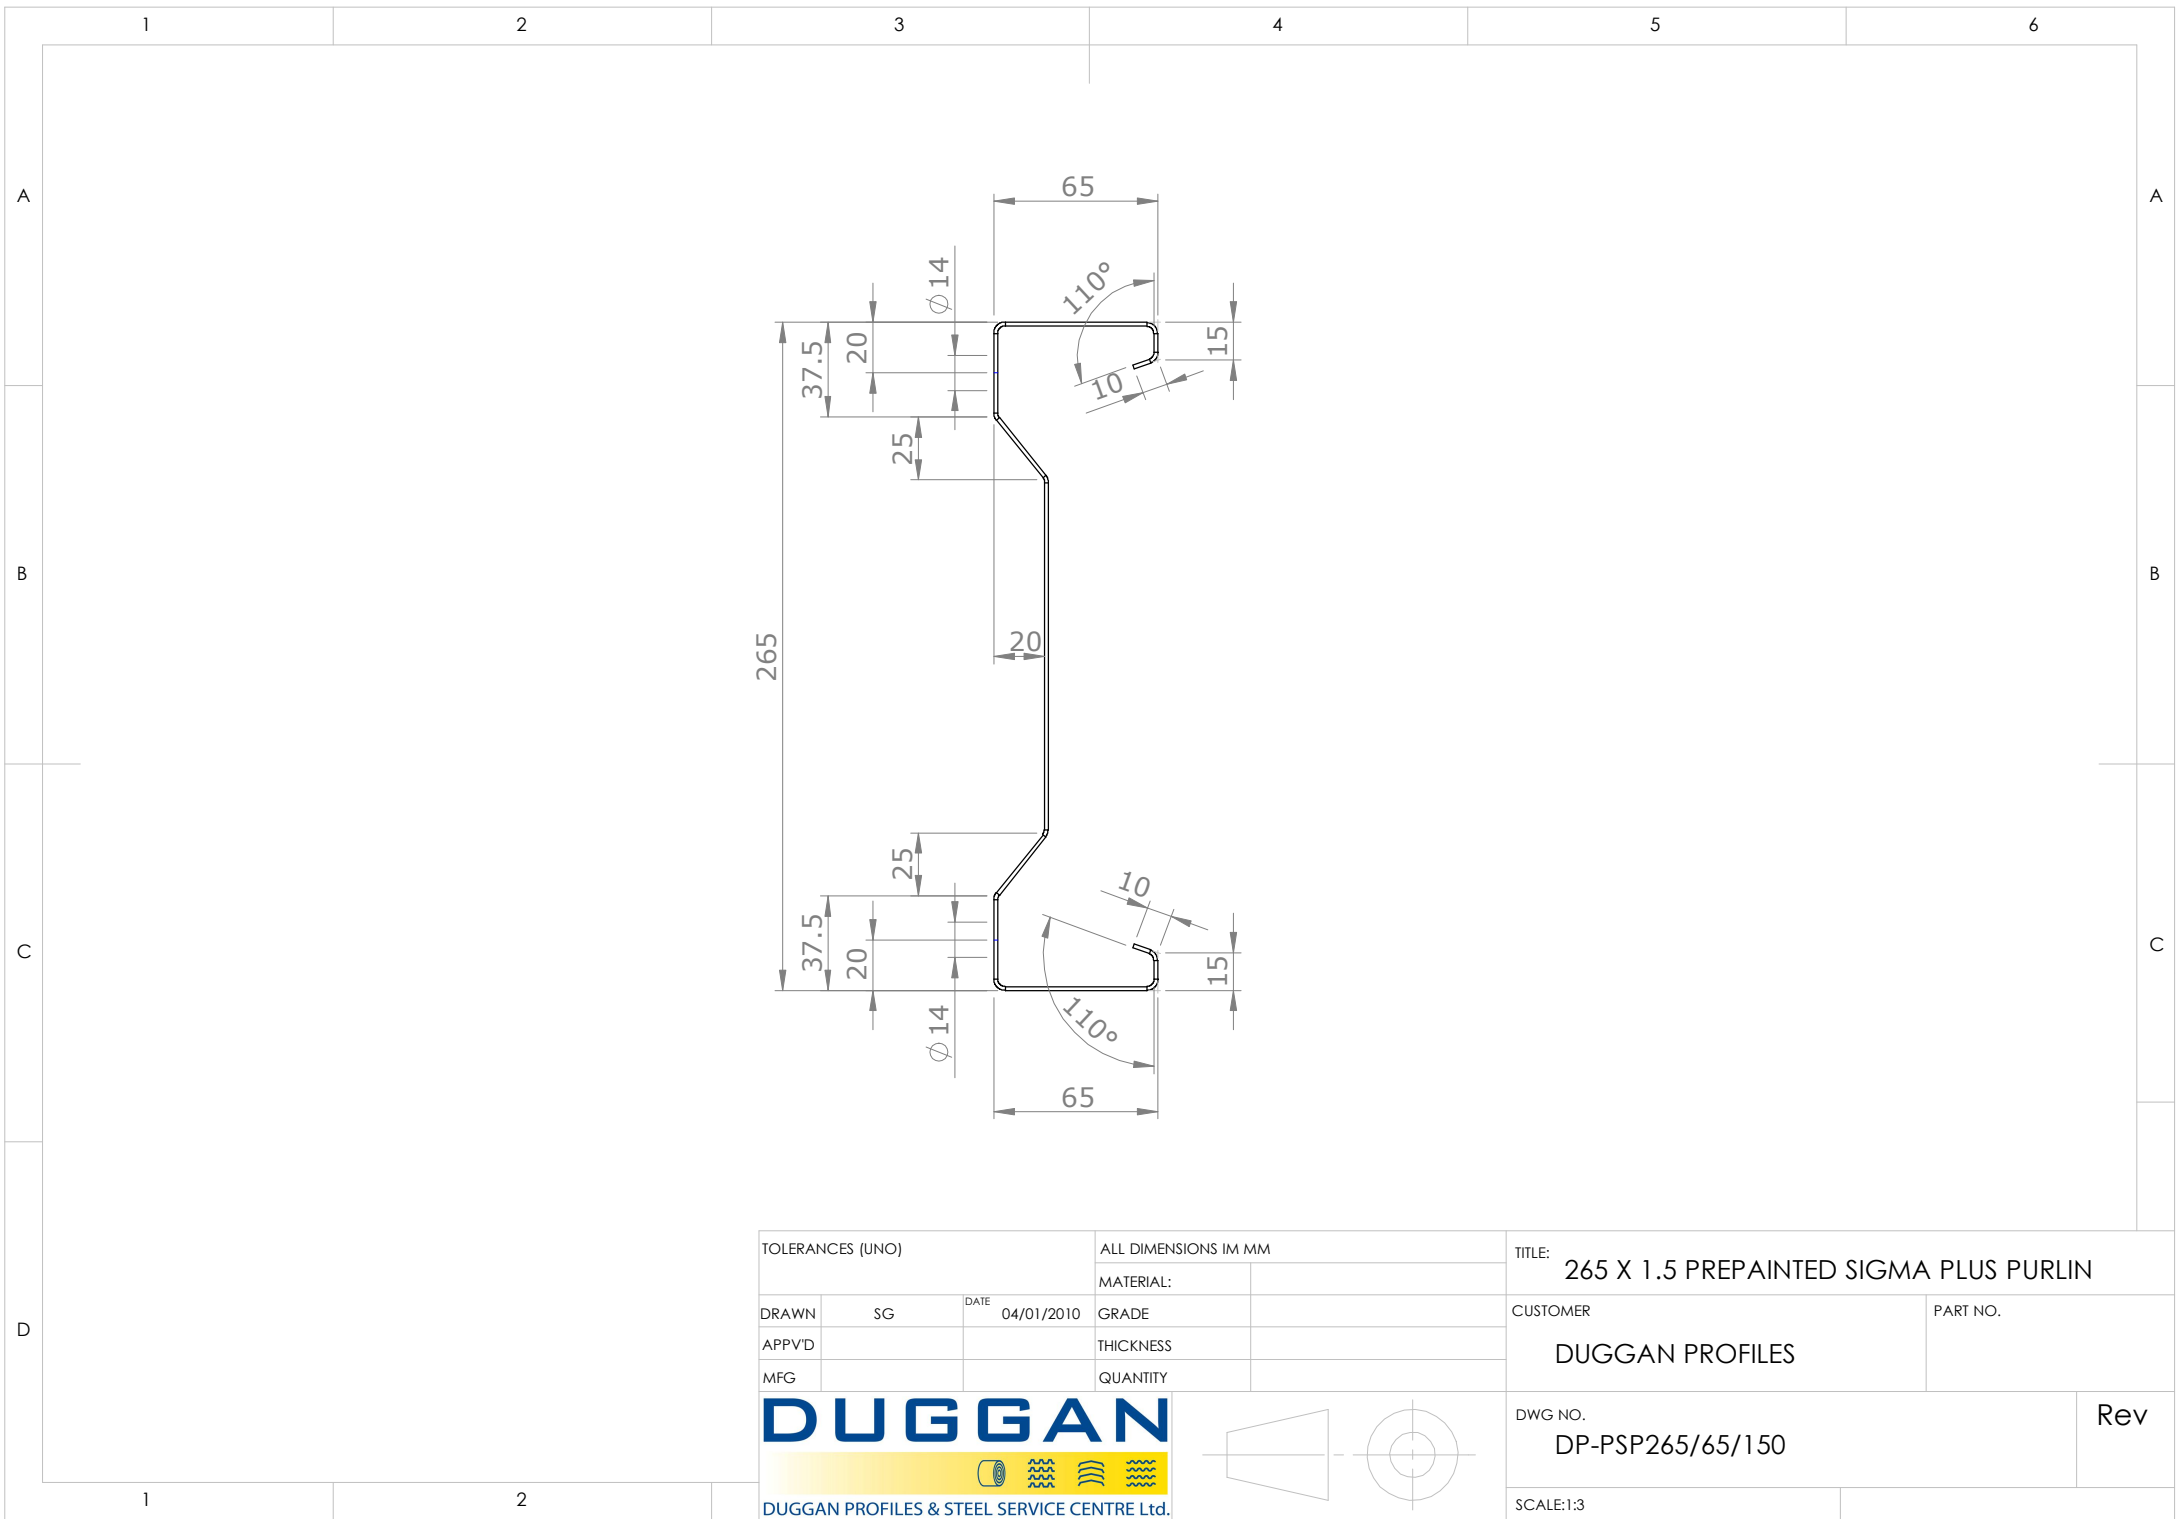 1 2 3 4 5 6
A A
B B
C C
D
1 2
65
⌀14
110°
20
15
37.5
10
25
20
265
25
10
37.5
20
15
⌀14
110°
65
TOLERANCES (UNO)
ALL DIMENSIONS IM MM
MATERIAL:
DRAWN SG DATE 04/01/2010 GRADE
APPV'D THICKNESS
MFG QUANTITY
TITLE: 265 X 1.5 PREPAINTED SIGMA PLUS PURLIN
CUSTOMER PART NO.
DUGGAN PROFILES
DUGGAN
DUGGAN PROFILES & STEEL SERVICE CENTRE Ltd.
DWG NO. Rev
DP-PSP265/65/150
SCALE:1:3